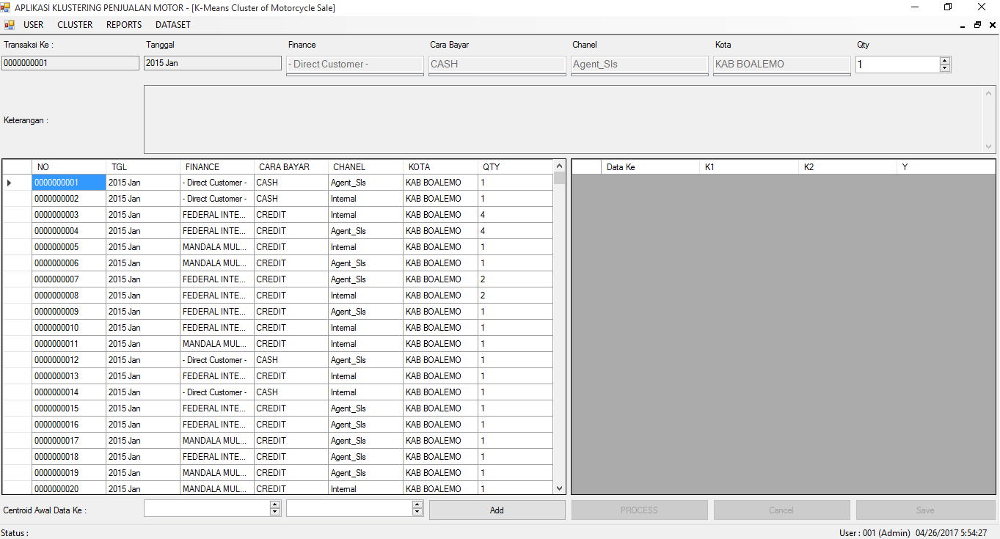 APLIKASI KLUSTERING PENJUALAN MOTOR - [K-Means Cluster of Motorcycle Sale]
USER CLUSTER REPORTS DATASET
Transaksi Ke : Tanggal Finance Cara Bayar Chanel Kota Qty
0000000001 2015 Jan - Direct Customer - CASH Agent_Sls KAB BOALEMO 1
Keterangan :
NO TGL FINANCE CARA BAYAR CHANEL KOTA QTY Data Ke K1 K2 Y
0000000001 2015 Jan - Direct Customer - CASH Agent_Sls KAB BOALEMO 1
0000000002 2015 Jan - Direct Customer - CASH Internal KAB BOALEMO 1
0000000003 2015 Jan FEDERAL INTE... CREDIT Internal KAB BOALEMO 4
0000000004 2015 Jan FEDERAL INTE... CREDIT Agent_Sls KAB BOALEMO 4
0000000005 2015 Jan MANDALA MUL... CREDIT Internal KAB BOALEMO 1
0000000006 2015 Jan MANDALA MUL... CREDIT Agent_Sls KAB BOALEMO 1
0000000007 2015 Jan FEDERAL INTE... CREDIT Agent_Sls KAB BOALEMO 2
0000000008 2015 Jan FEDERAL INTE... CREDIT Internal KAB BOALEMO 2
0000000009 2015 Jan FEDERAL INTE... CREDIT Agent_Sls KAB BOALEMO 1
0000000010 2015 Jan FEDERAL INTE... CREDIT Internal KAB BOALEMO 1
0000000011 2015 Jan MANDALA MUL... CREDIT Internal KAB BOALEMO 1
0000000012 2015 Jan - Direct Customer - CASH Agent_Sls KAB BOALEMO 1
0000000013 2015 Jan FEDERAL INTE... CREDIT Internal KAB BOALEMO 1
0000000014 2015 Jan - Direct Customer - CASH Internal KAB BOALEMO 1
0000000015 2015 Jan FEDERAL INTE... CREDIT Agent_Sls KAB BOALEMO 1
0000000016 2015 Jan FEDERAL INTE... CREDIT Agent_Sls KAB BOALEMO 1
0000000017 2015 Jan MANDALA MUL... CREDIT Agent_Sls KAB BOALEMO 1
0000000018 2015 Jan FEDERAL INTE... CREDIT Agent_Sls KAB BOALEMO 1
0000000019 2015 Jan MANDALA MUL... CREDIT Agent_Sls KAB BOALEMO 1
0000000020 2015 Jan MANDALA MUL... CREDIT Internal KAB BOALEMO 1
Centroid Awal Data Ke : Add PROCESS Cancel Save
Status : User : 001 (Admin) 04/26/2017 5:54:27